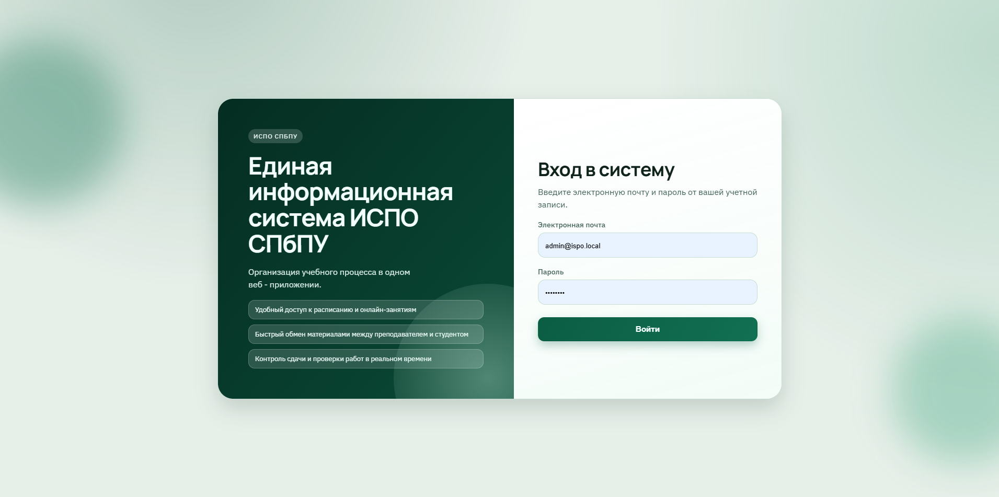 ИСПО СПБПУ
Единая
информационная
система ИСПО
СПбПУ
Организация учебного процесса в одном
веб - приложении.
Удобный доступ к расписанию и онлайн-занятиям
Быстрый обмен материалами между преподавателем и студентом
Контроль сдачи и проверки работ в реальном времени
Вход в систему
Введите электронную почту и пароль от вашей учетной
записи.
Электронная почта
admin@ispo.local
Пароль
••••••••
Войти